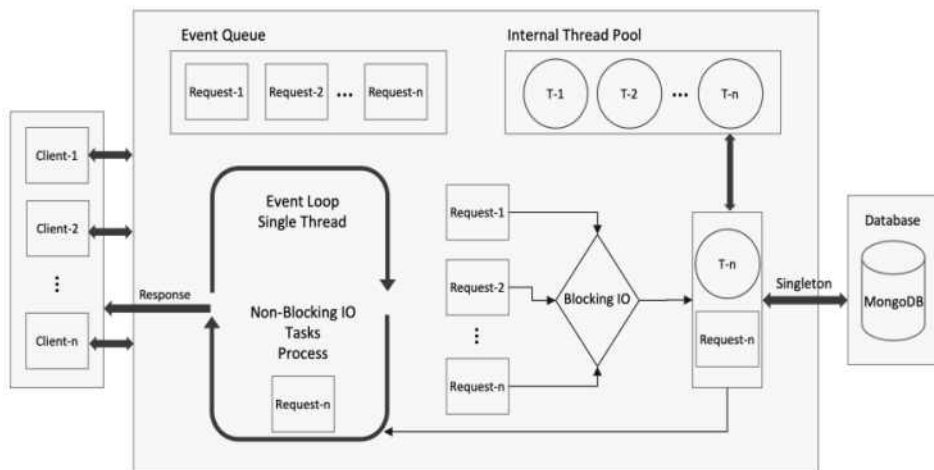 Event Queue
Internal Thread Pool
Request-1
Request-2
...
Request-n
T-1
T-2
...
T-n
Client-1
Client-2
...
Client-n
Response
Event Loop
Single Thread
Non-Blocking IO
Tasks
Process
Request-n
Request-1
Request-2
...
Request-n
Blocking IO
T-n
Request-n
Singleton
Database
MongoDB